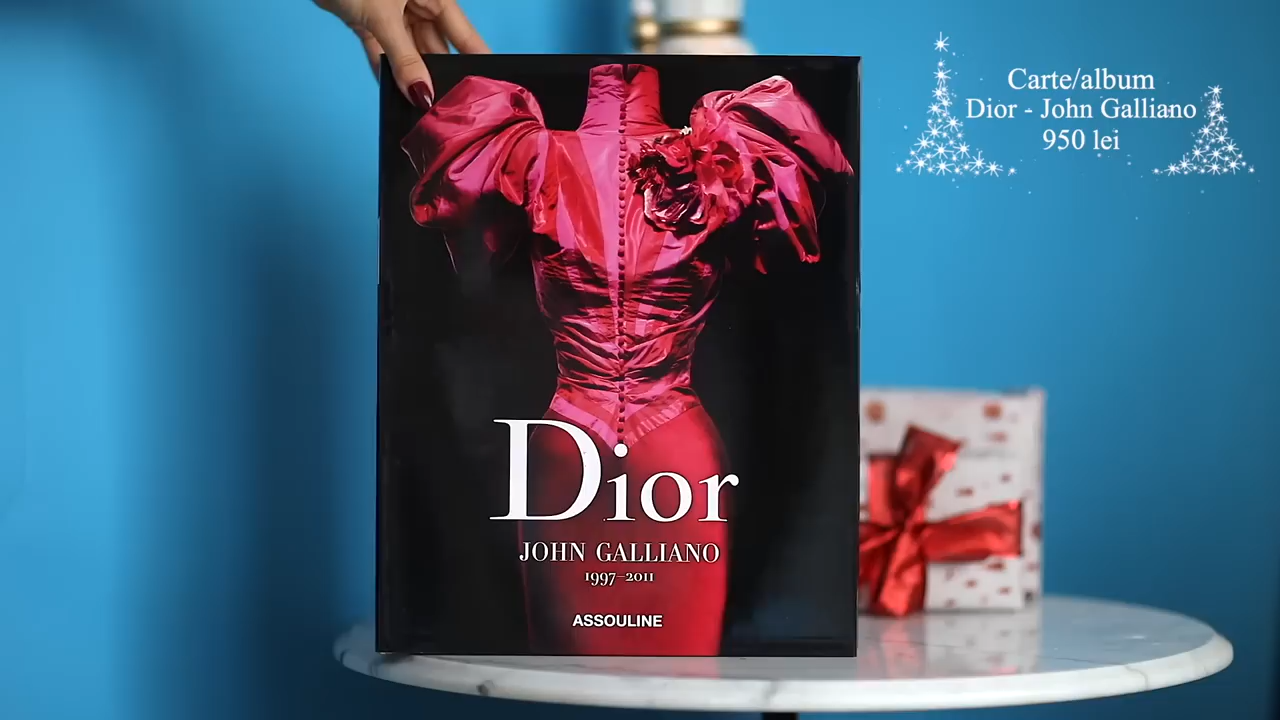 Carte/album
Dior - John Galliano
950 lei
Dior
JOHN GALLIANO
1997–2011
ASSOULINE